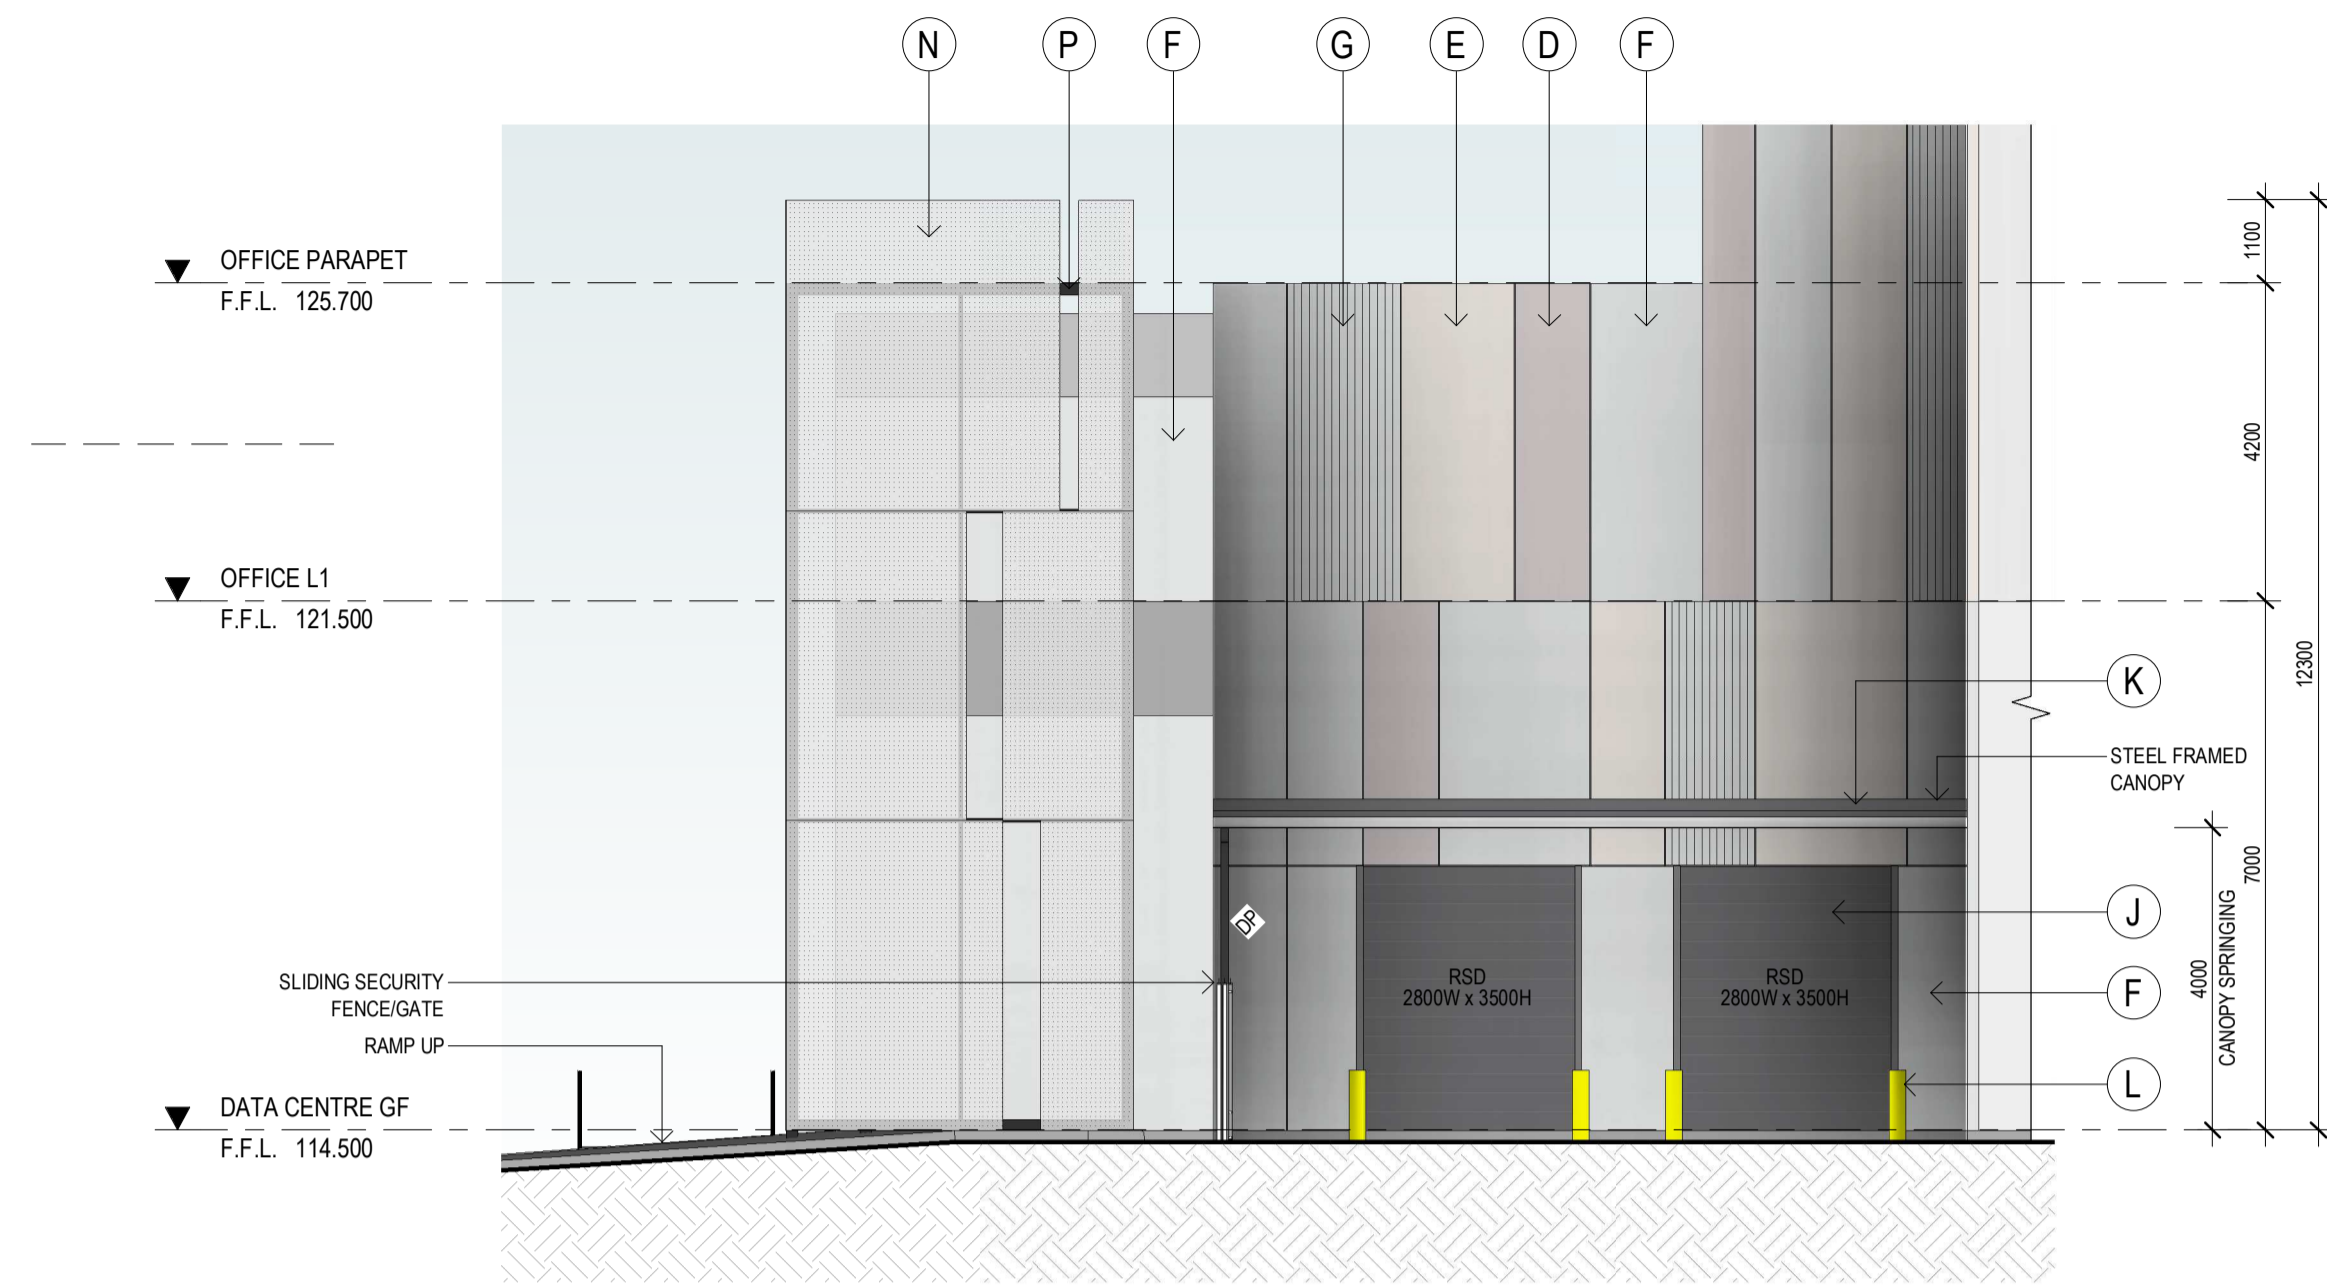 N P F G E D F
OFFICE PARAPET
F.F.L. 125.700
1100
4200
OFFICE L1
F.F.L. 121.500
12300
K
STEEL FRAMED
CANOPY
7000
J
DP
SLIDING SECURITY
FENCE/GATE
RSD
2800W x 3500H
RSD
2800W x 3500H
4000
CANOPY SPRINGING
F
RAMP UP
L
DATA CENTRE GF
F.F.L. 114.500